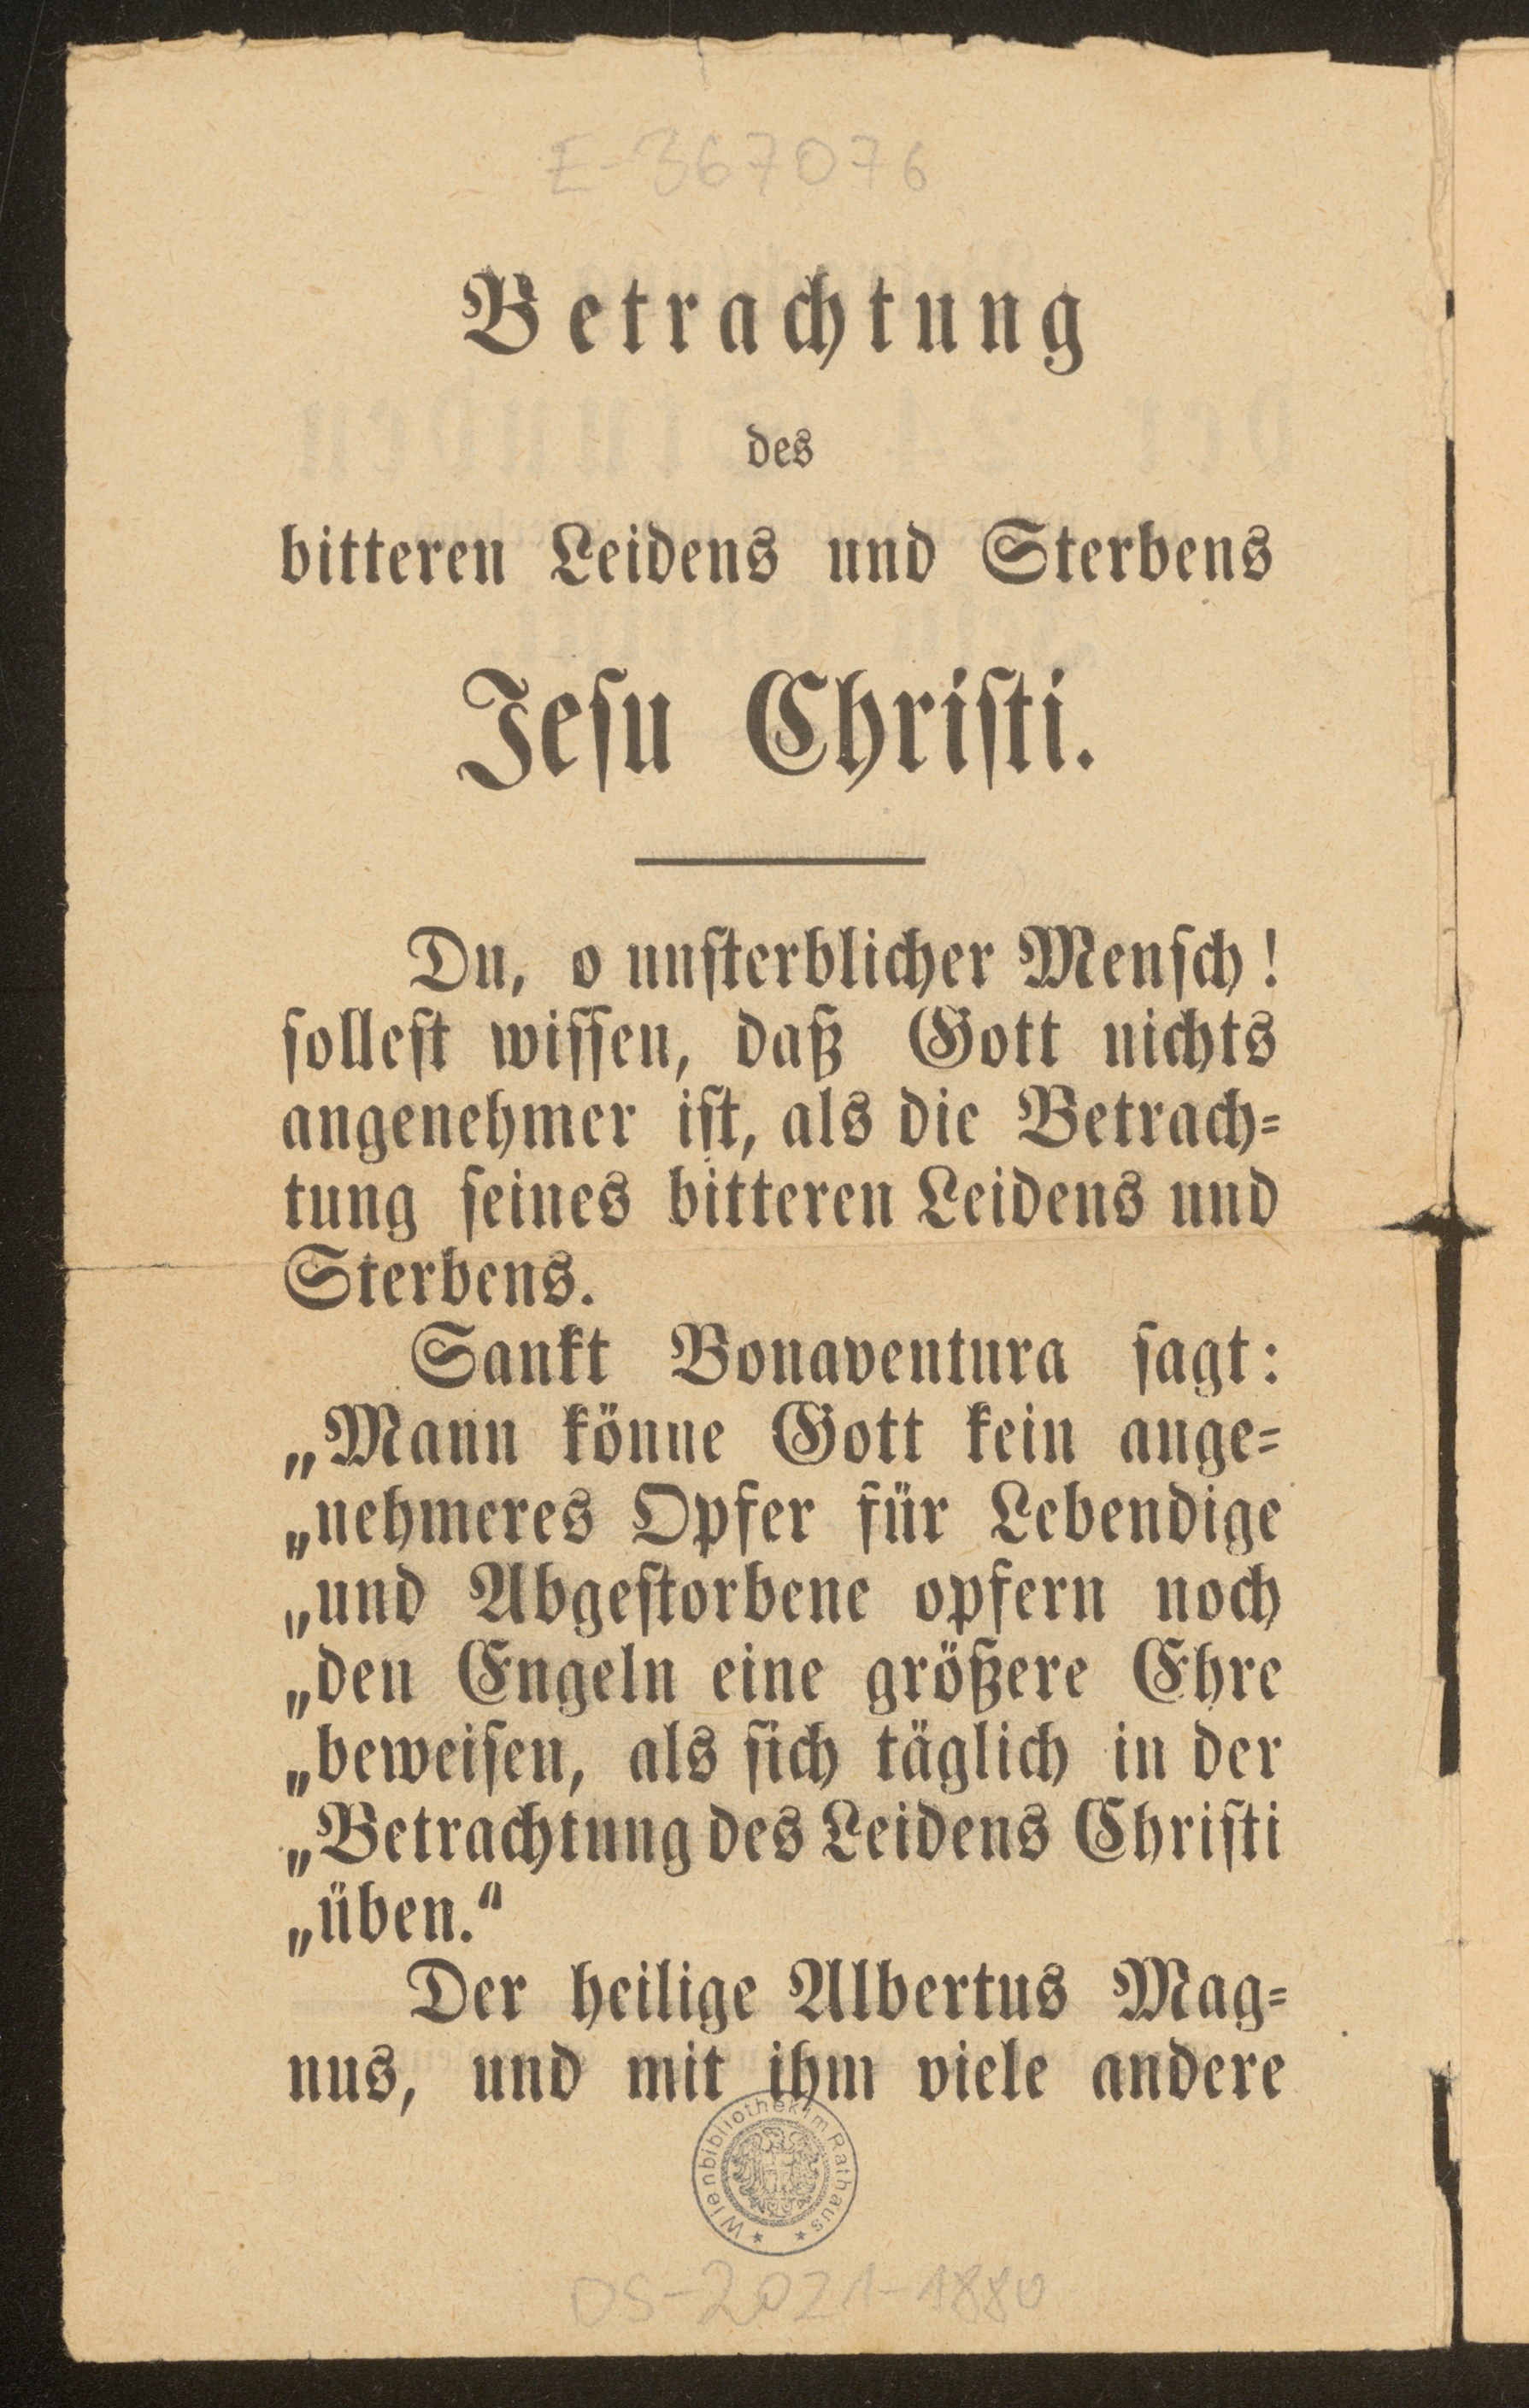 E-367076
Betrachtung
des
bitteren Leidens und Sterbens
Jesu Christi.
Du, o unsterblicher Mensch!
sollest wissen, daß Gott nichts
angenehmer ist, als die Betrach-
tung seines bitteren Leidens und
Sterbens.
Sankt Bonaventura sagt:
„Mann könne Gott kein ange-
„nehmeres Opfer für Lebendige
„und Abgestorbene opfern noch
„den Engeln eine größere Ehre
„beweisen, als sich täglich in der
„Betrachtung des Leidens Christi
„üben.“
Der heilige Albertus Mag-
nus, und mit ihm viele andere
* Wienbibliothek im Rathaus *
DS-2021-1880